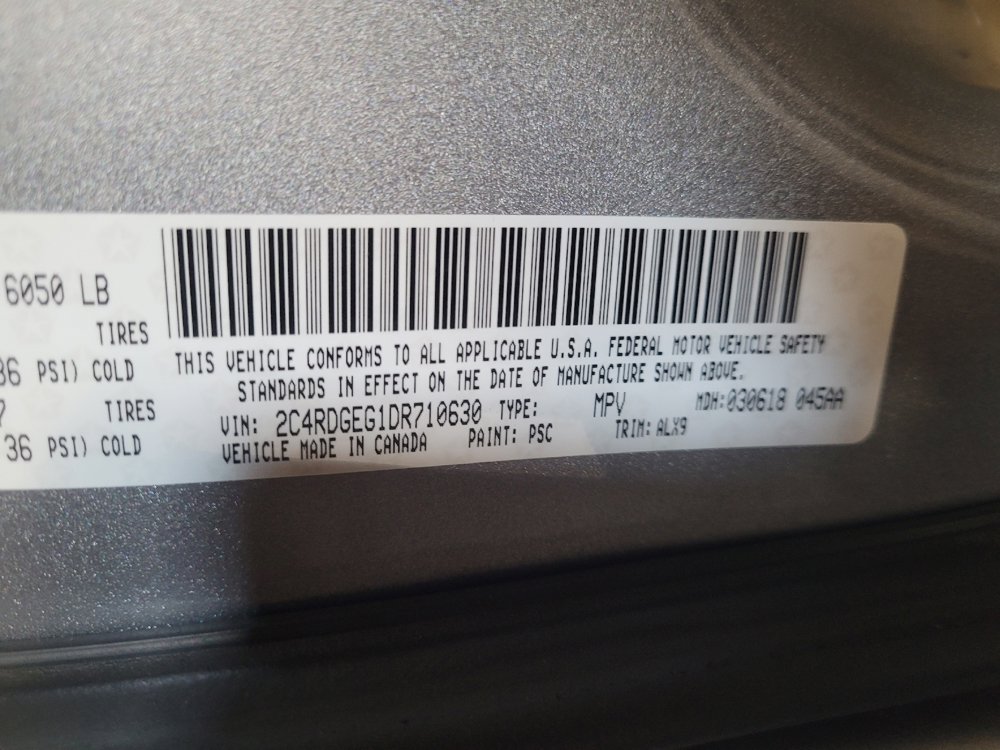 6050 LB
TIRES
36 PSI) COLD
TIRES
36 PSI) COLD
THIS VEHICLE CONFORMS TO ALL APPLICABLE U.S.A. FEDERAL MOTOR VEHICLE SAFETY
STANDARDS IN EFFECT ON THE DATE OF MANUFACTURE SHOWN ABOVE.
VIN: 2C4RDGEG1DR710630 TYPE: MPV MDH:030618 045AA
VEHICLE MADE IN CANADA PAINT: PSC TRIM: ALX9